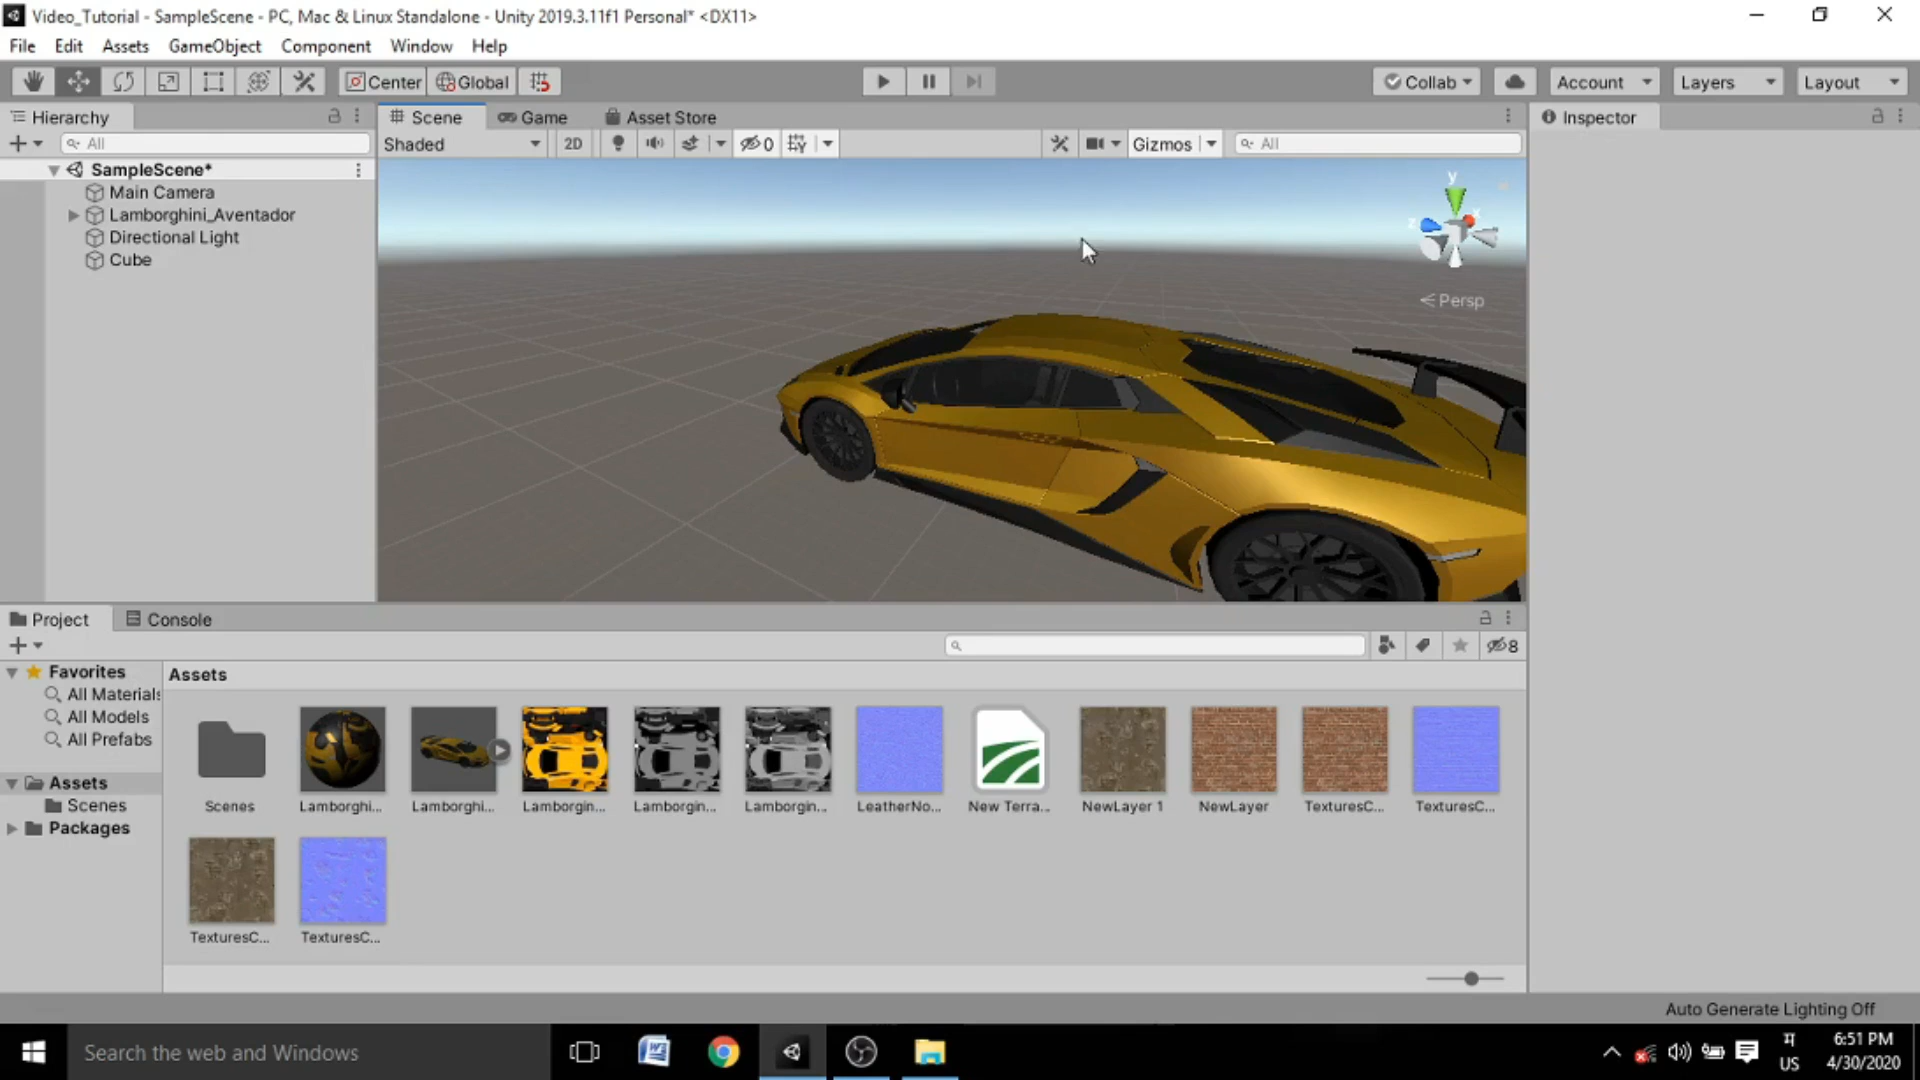 Video_Tutorial - SampleScene - PC, Mac & Linux Standalone - Unity 2019.3.11f1 Personal* <DX11>
File Edit Assets GameObject Component Window Help
Center Global Collab Account Layers Layout
Hierarchy
All
SampleScene*
Main Camera
Lamborghini_Aventador
Directional Light
Cube
Scene Game Asset Store
Shaded 2D 0 Gizmos All
y
x
z
Persp
Inspector
Project Console
8
Favorites
All Materials
All Models
All Prefabs
Assets
Scenes
Packages
Assets
Scenes Lamborghi... Lamborghi... Lamborgin... Lamborgin... Lamborgin... LeatherNo... New Terra... NewLayer 1 NewLayer TexturesC... TexturesC...
TexturesC... TexturesC...
Auto Generate Lighting Off
Search the web and Windows
US
6:51 PM
4/30/2020